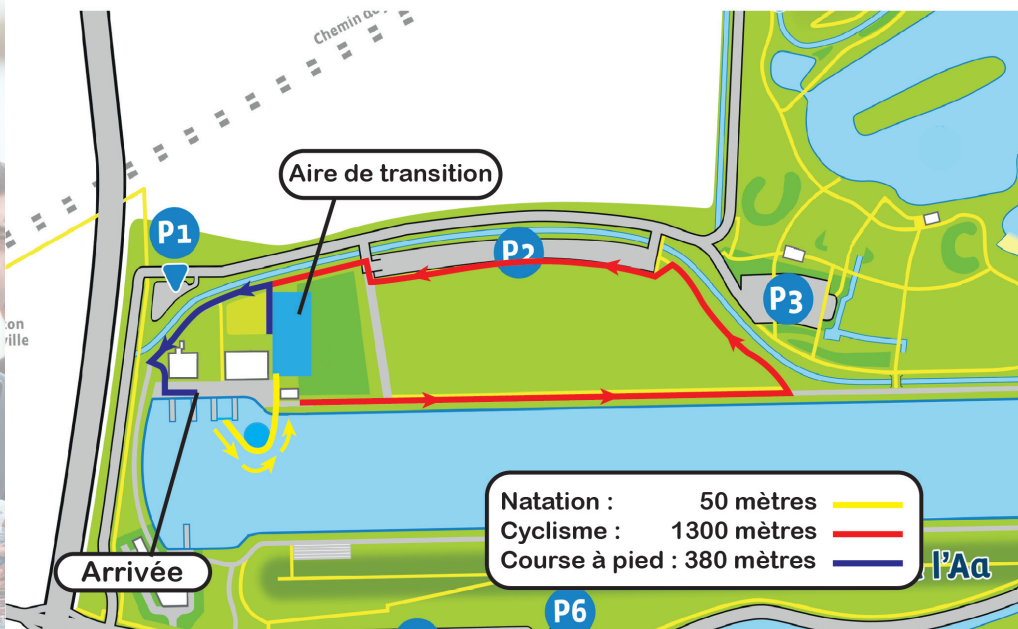 Chemin de
Aire de transition
P1
P2
P3
ville
Natation : 50 mètres
Cyclisme : 1300 mètres
Course à pied : 380 mètres
l'Aa
Arrivée
P6